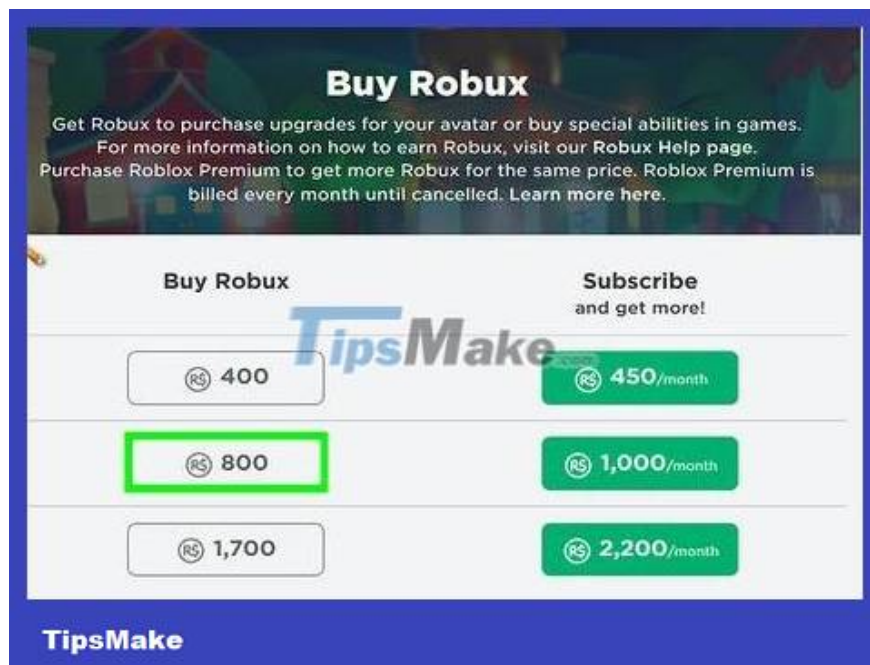 Buy Robux
Get Robux to purchase upgrades for your avatar or buy special abilities in games.
For more information on how to earn Robux, visit our Robux Help page.
Purchase Roblox Premium to get more Robux for the same price. Roblox Premium is
billed every month until cancelled. Learn more here.
Buy Robux
Subscribe
and get more!
TipsMake.com
R$ 400
R$ 450/month
R$ 800
R$ 1,000/month
R$ 1,700
R$ 2,200/month
TipsMake